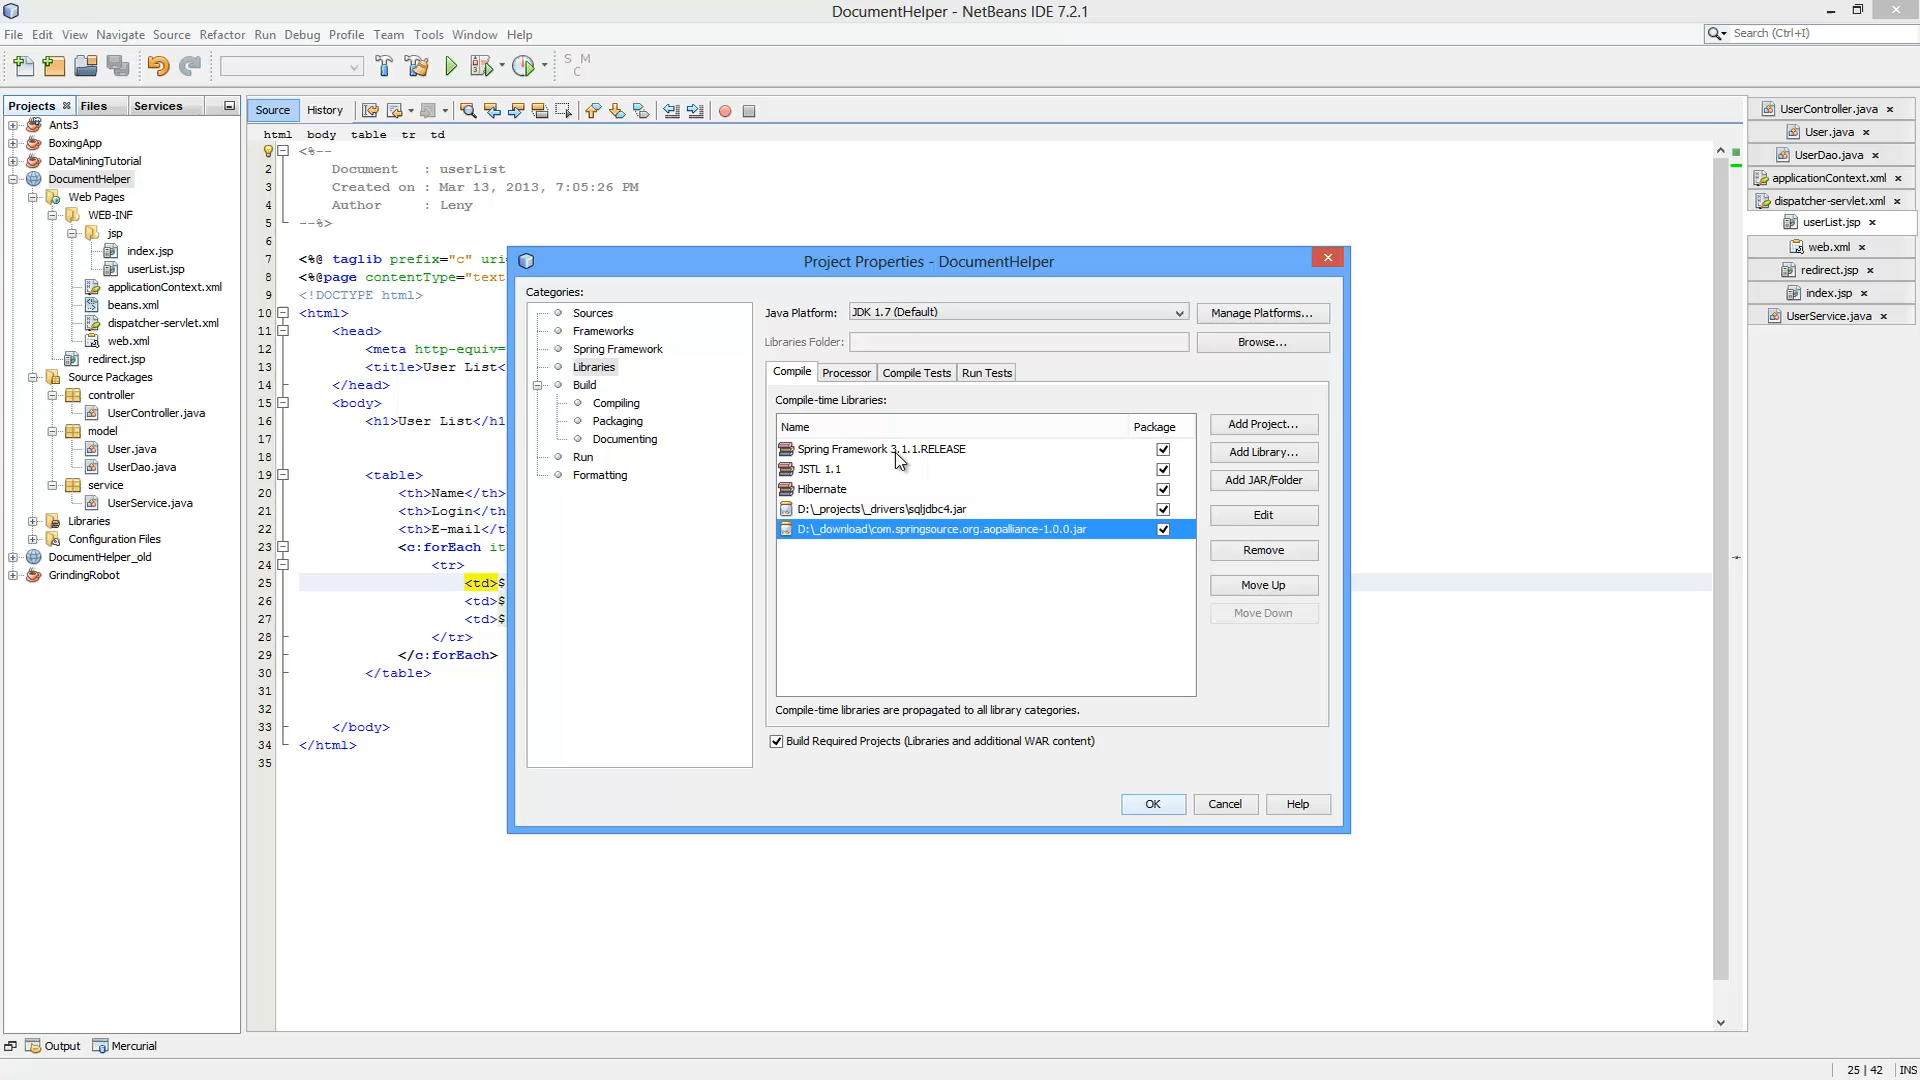 DocumentHelper - NetBeans IDE 7.2.1
File Edit View Navigate Source Refactor Run Debug Profile Team Tools Window Help
Search (Ctrl+I)
S M
C
Projects Files Services
Ants3
BoxingApp
DataMiningTutorial
DocumentHelper
Web Pages
WEB-INF
jsp
index.jsp
userList.jsp
applicationContext.xml
beans.xml
dispatcher-servlet.xml
web.xml
redirect.jsp
Source Packages
controller
UserController.java
model
User.java
UserDao.java
service
UserService.java
Libraries
Configuration Files
DocumentHelper_old
GrindingRobot
Source History
html body table tr td
<%--
2 Document : userList
3 Created on : Mar 13, 2013, 7:05:26 PM
4 Author : Leny
5 --%>
6
7 <%@ taglib prefix="c" uri=
8 <%@page contentType="text
9 <!DOCTYPE html>
10 <html>
11 <head>
12 <meta http-equiv=
13 <title>User List<
14 </head>
15 <body>
16 <h1>User List</h1
17
18
19 <table>
20 <th>Name</th>
21 <th>Login</th
22 <th>E-mail</t
23 <c:forEach it
24 <tr>
25 <td>$
26 <td>$
27 <td>$
28 </tr>
29 </c:forEach>
30 </table>
31
32
33 </body>
34 </html>
35
Project Properties - DocumentHelper
Categories:
Sources
Frameworks
Spring Framework
Libraries
Build
Compiling
Packaging
Documenting
Run
Formatting
Java Platform: JDK 1.7 (Default) Manage Platforms...
Libraries Folder: Browse...
Compile Processor Compile Tests Run Tests
Compile-time Libraries:
Name Package
Spring Framework 3.1.1.RELEASE
JSTL 1.1
Hibernate
D:\_projects\_drivers\sqljdbc4.jar
D:\_download\com.springsource.org.aopalliance-1.0.0.jar
Add Project...
Add Library...
Add JAR/Folder
Edit
Remove
Move Up
Move Down
Compile-time libraries are propagated to all library categories.
Build Required Projects (Libraries and additional WAR content)
OK Cancel Help
UserController.java
User.java
UserDao.java
applicationContext.xml
dispatcher-servlet.xml
userList.jsp
web.xml
redirect.jsp
index.jsp
UserService.java
Output Mercurial
25 | 42 INS